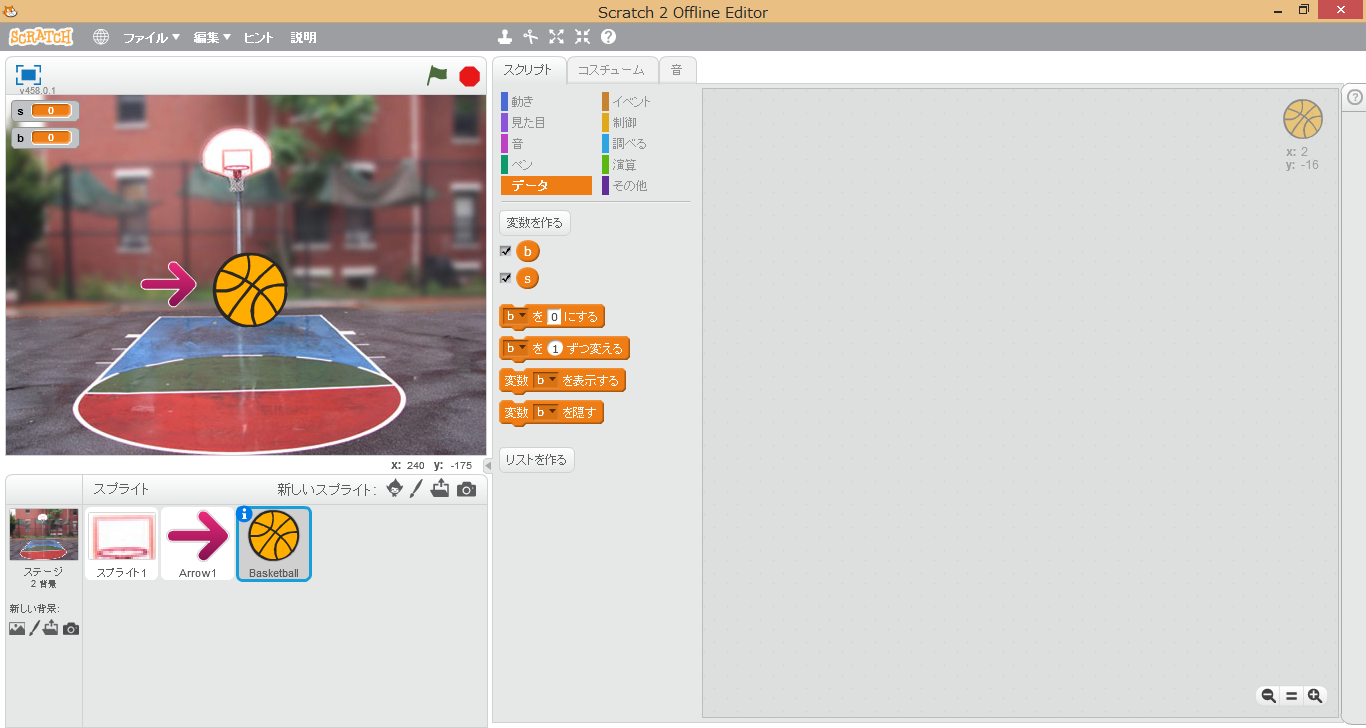 Scratch 2 Offline Editor
SCRATCH ファイル 編集 ヒント 説明
v458.0.1
s 0
b 0
スクリプト コスチューム 音
動き イベント
見た目 制御
音 調べる
ペン 演算
データ その他
変数を作る
b
s
b を 0 にする
b を 1 ずつ変える
変数 b を表示する
変数 b を隠す
リストを作る
x: 2
y: -16
x: 240 y: -175
スプライト 新しいスプライト:
ステージ
2 背景
新しい背景:
スプライト1 Arrow1 Basketball